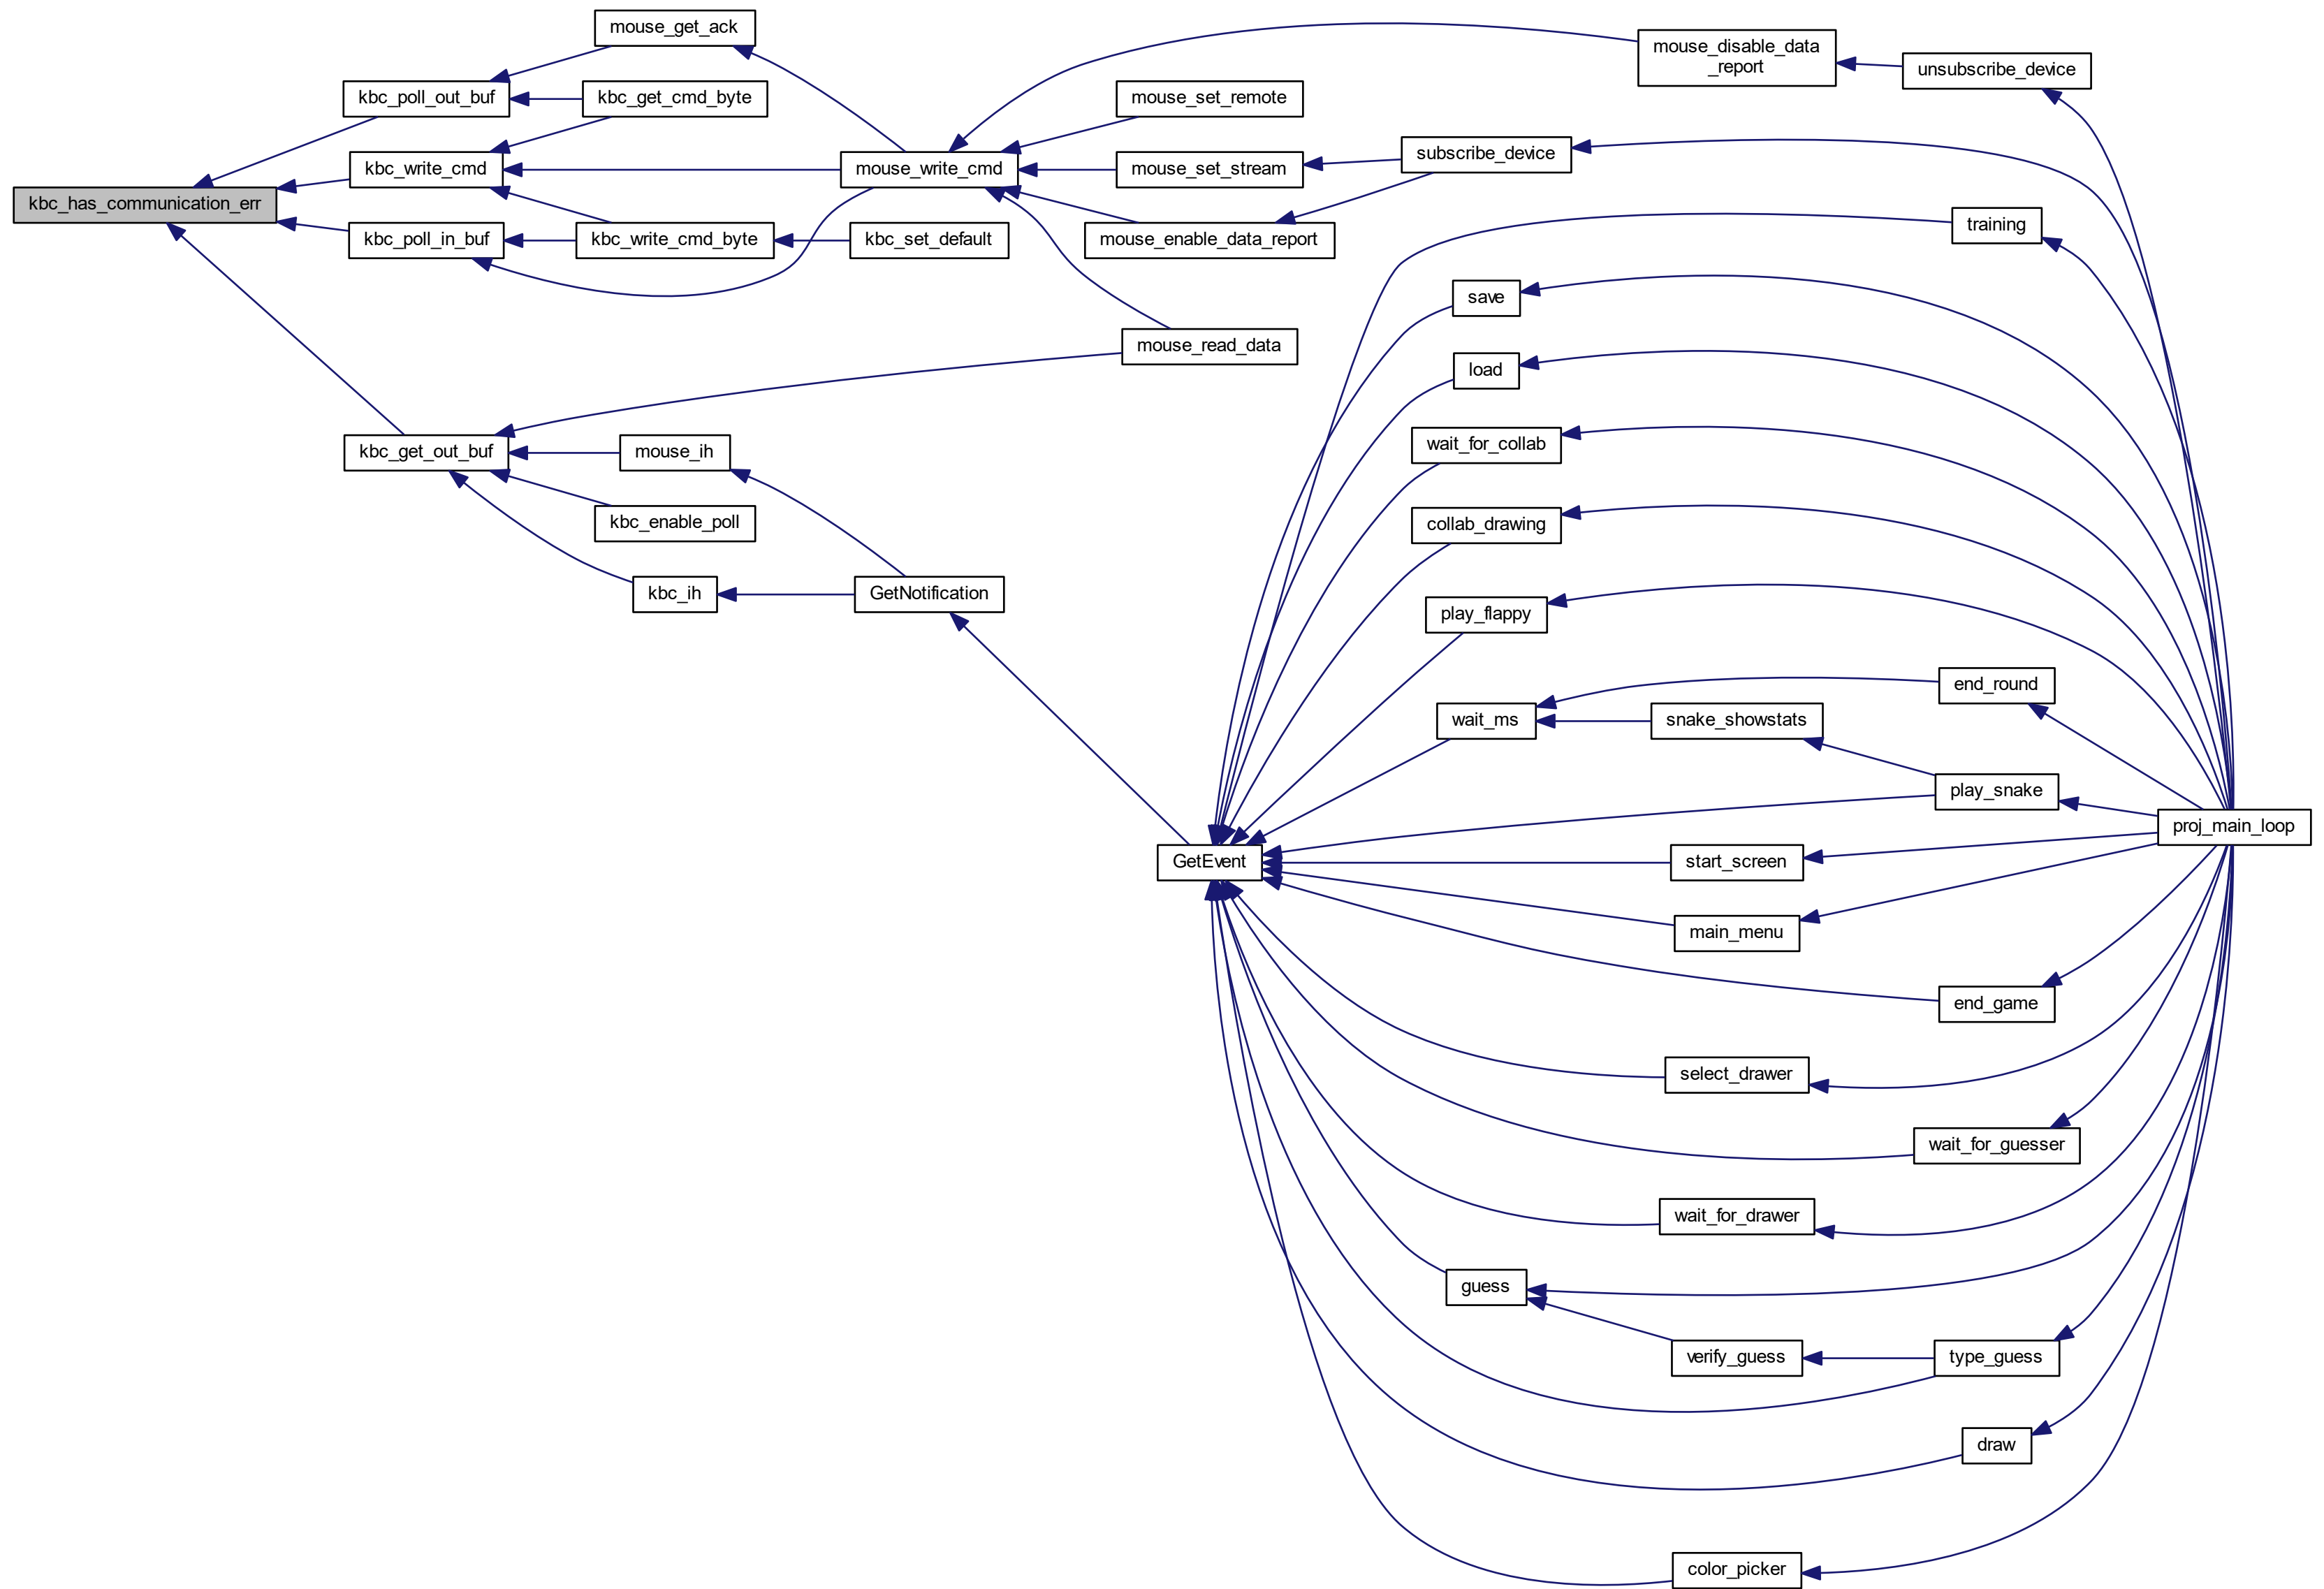 mouse_get_ack
mouse_disable_data
_report
unsubscribe_device
kbc_poll_out_buf
kbc_get_cmd_byte
mouse_set_remote
kbc_write_cmd
mouse_write_cmd
mouse_set_stream
subscribe_device
kbc_has_communication_err
kbc_poll_in_buf
kbc_write_cmd_byte
kbc_set_default
mouse_enable_data_report
training
save
mouse_read_data
load
kbc_get_out_buf
mouse_ih
wait_for_collab
kbc_enable_poll
collab_drawing
kbc_ih
GetNotification
play_flappy
end_round
wait_ms
snake_showstats
play_snake
proj_main_loop
GetEvent
start_screen
main_menu
end_game
select_drawer
wait_for_guesser
wait_for_drawer
guess
verify_guess
type_guess
draw
color_picker